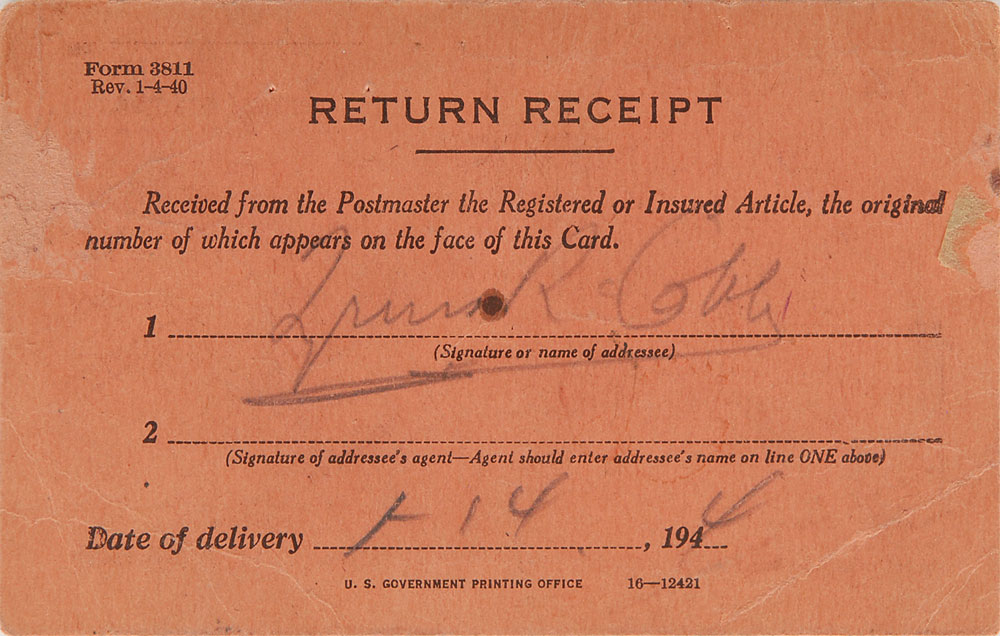 Form 3811
Rev. 1-4-40
RETURN RECEIPT
Received from the Postmaster the Registered or Insured Article, the original
number of which appears on the face of this Card.
1 Cobb
(Signature or name of addressee)
2
(Signature of addressee's agent—Agent should enter addressee's name on line ONE above)
Date of delivery 1-14, 1944
U. S. GOVERNMENT PRINTING OFFICE 16—12421